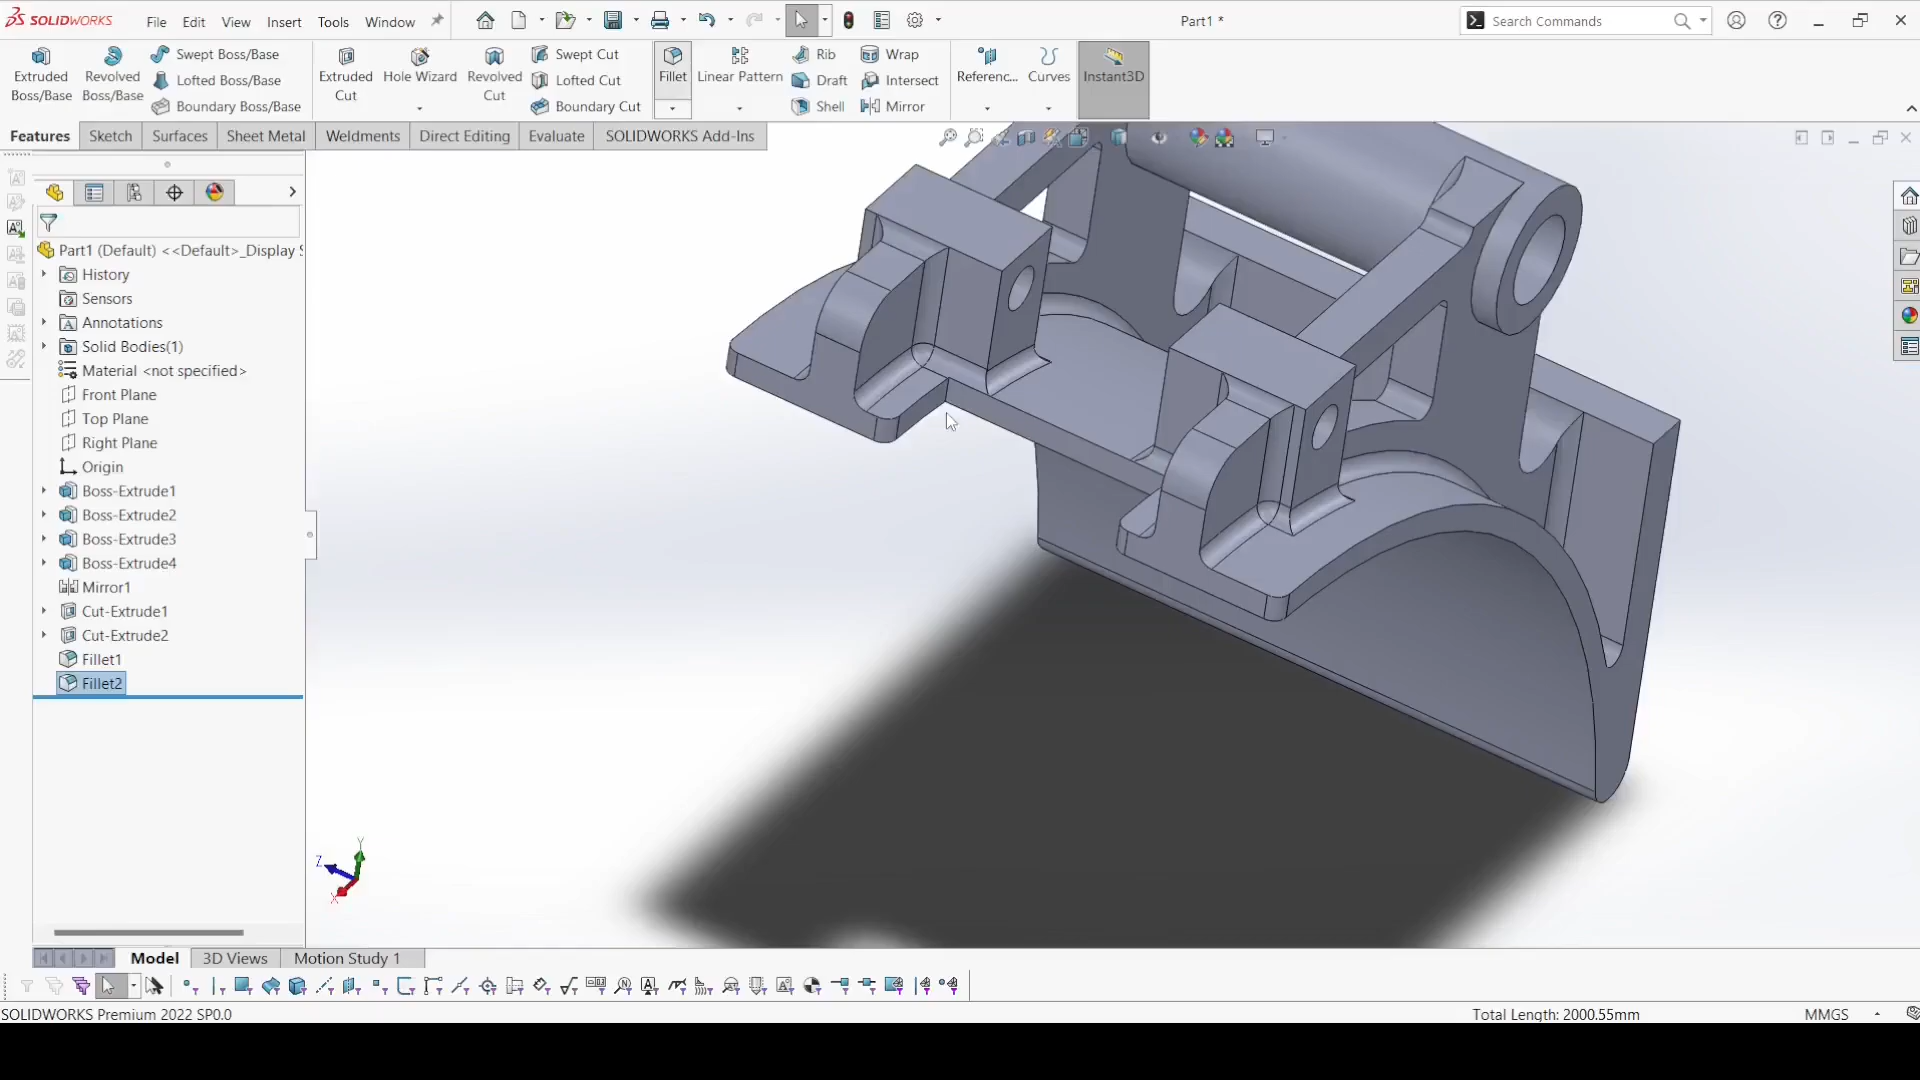 SOLIDWORKS File Edit View Insert Tools Window Part1 * Search Commands
Extruded Boss/Base
Revolved Boss/Base
Swept Boss/Base
Lofted Boss/Base
Boundary Boss/Base
Extruded Cut
Hole Wizard
Revolved Cut
Swept Cut
Lofted Cut
Boundary Cut
Fillet
Linear Pattern
Rib
Draft
Shell
Wrap
Intersect
Mirror
Referenc...
Curves
Instant3D
Features Sketch Surfaces Sheet Metal Weldments Direct Editing Evaluate SOLIDWORKS Add-Ins
Part1 (Default) <<Default>_Display S
History
Sensors
Annotations
Solid Bodies(1)
Material <not specified>
Front Plane
Top Plane
Right Plane
Origin
Boss-Extrude1
Boss-Extrude2
Boss-Extrude3
Boss-Extrude4
Mirror1
Cut-Extrude1
Cut-Extrude2
Fillet1
Fillet2
Y
Z
X
Model 3D Views Motion Study 1
SOLIDWORKS Premium 2022 SP0.0 Total Length: 2000.55mm MMGS